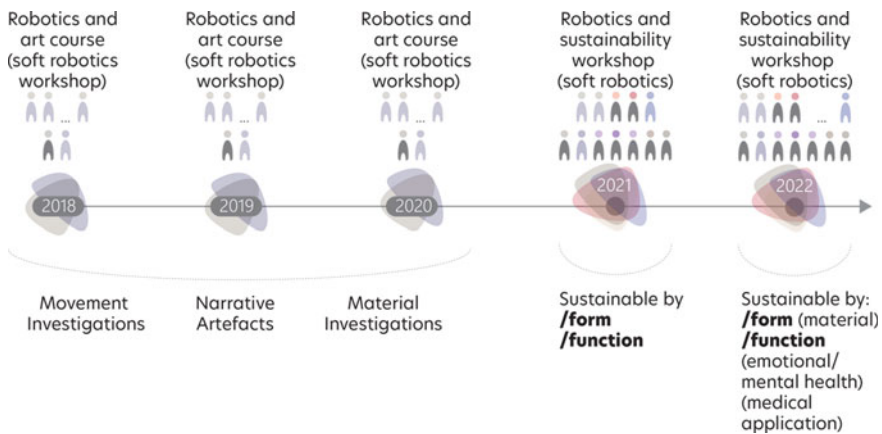 Robotics and
art course
(soft robotics
workshop)
Robotics and
art course
(soft robotics
workshop)
Robotics and
art course
(soft robotics
workshop)
Robotics and
sustainability
workshop
(soft robotics)
Robotics and
sustainability
workshop
(soft robotics)
...
...
...
...
2018
2019
2020
2021
2022
Movement
Investigations
Narrative
Artefacts
Material
Investigations
Sustainable by
/form
/function
Sustainable by:
/form (material)
/function
(emotional/
mental health)
(medical
application)